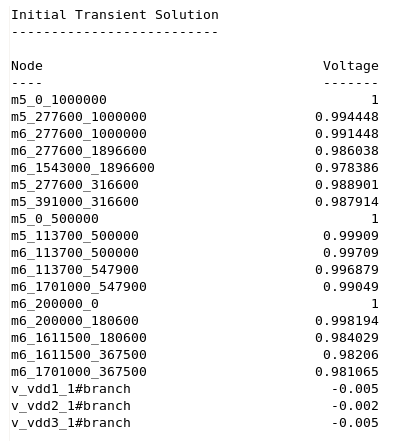 Initial Transient Solution
--------------------------
Node Voltage
---- -------
m5_0_1000000 1
m5_277600_1000000 0.994448
m6_277600_1000000 0.991448
m6_277600_1896600 0.986038
m6_1543000_1896600 0.978386
m5_277600_316600 0.988901
m5_391000_316600 0.987914
m5_0_500000 1
m5_113700_500000 0.99909
m6_113700_500000 0.99709
m6_113700_547900 0.996879
m6_1701000_547900 0.99049
m6_200000_0 1
m6_200000_180600 0.998194
m6_1611500_180600 0.984029
m6_1611500_367500 0.98206
m6_1701000_367500 0.981065
v_vdd1_1#branch -0.005
v_vdd2_1#branch -0.002
v_vdd3_1#branch -0.005